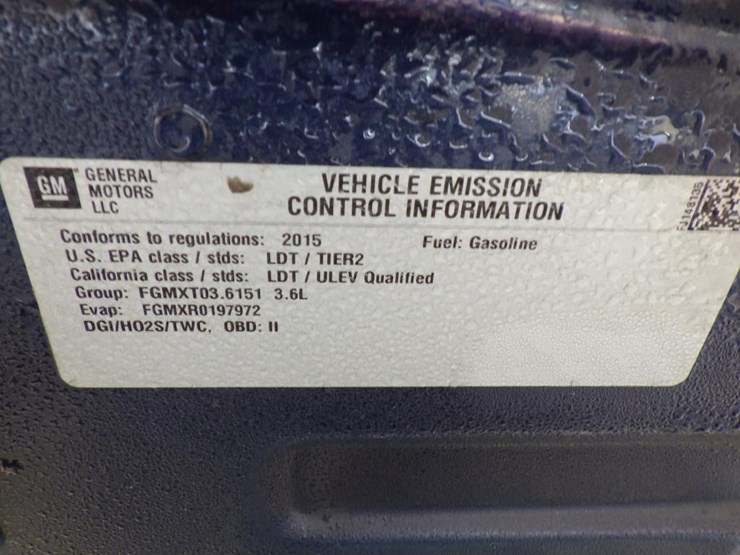 GM
GENERAL
MOTORS
LLC
VEHICLE EMISSION
CONTROL INFORMATION
Conforms to regulations: 2015 Fuel: Gasoline
U.S. EPA class / stds: LDT / TIER2
California class / stds: LDT / ULEV Qualified
Group: FGMXT03.6151 3.6L
Evap: FGMXR0197972
DGI/HO2S/TWC, OBD: II